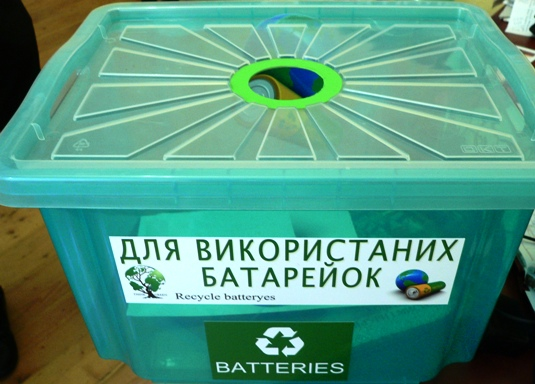 ДЛЯ ВИКОРИСТАНИХ
БАТАРЕЙОК
Recycle batteryes
BATTERIES